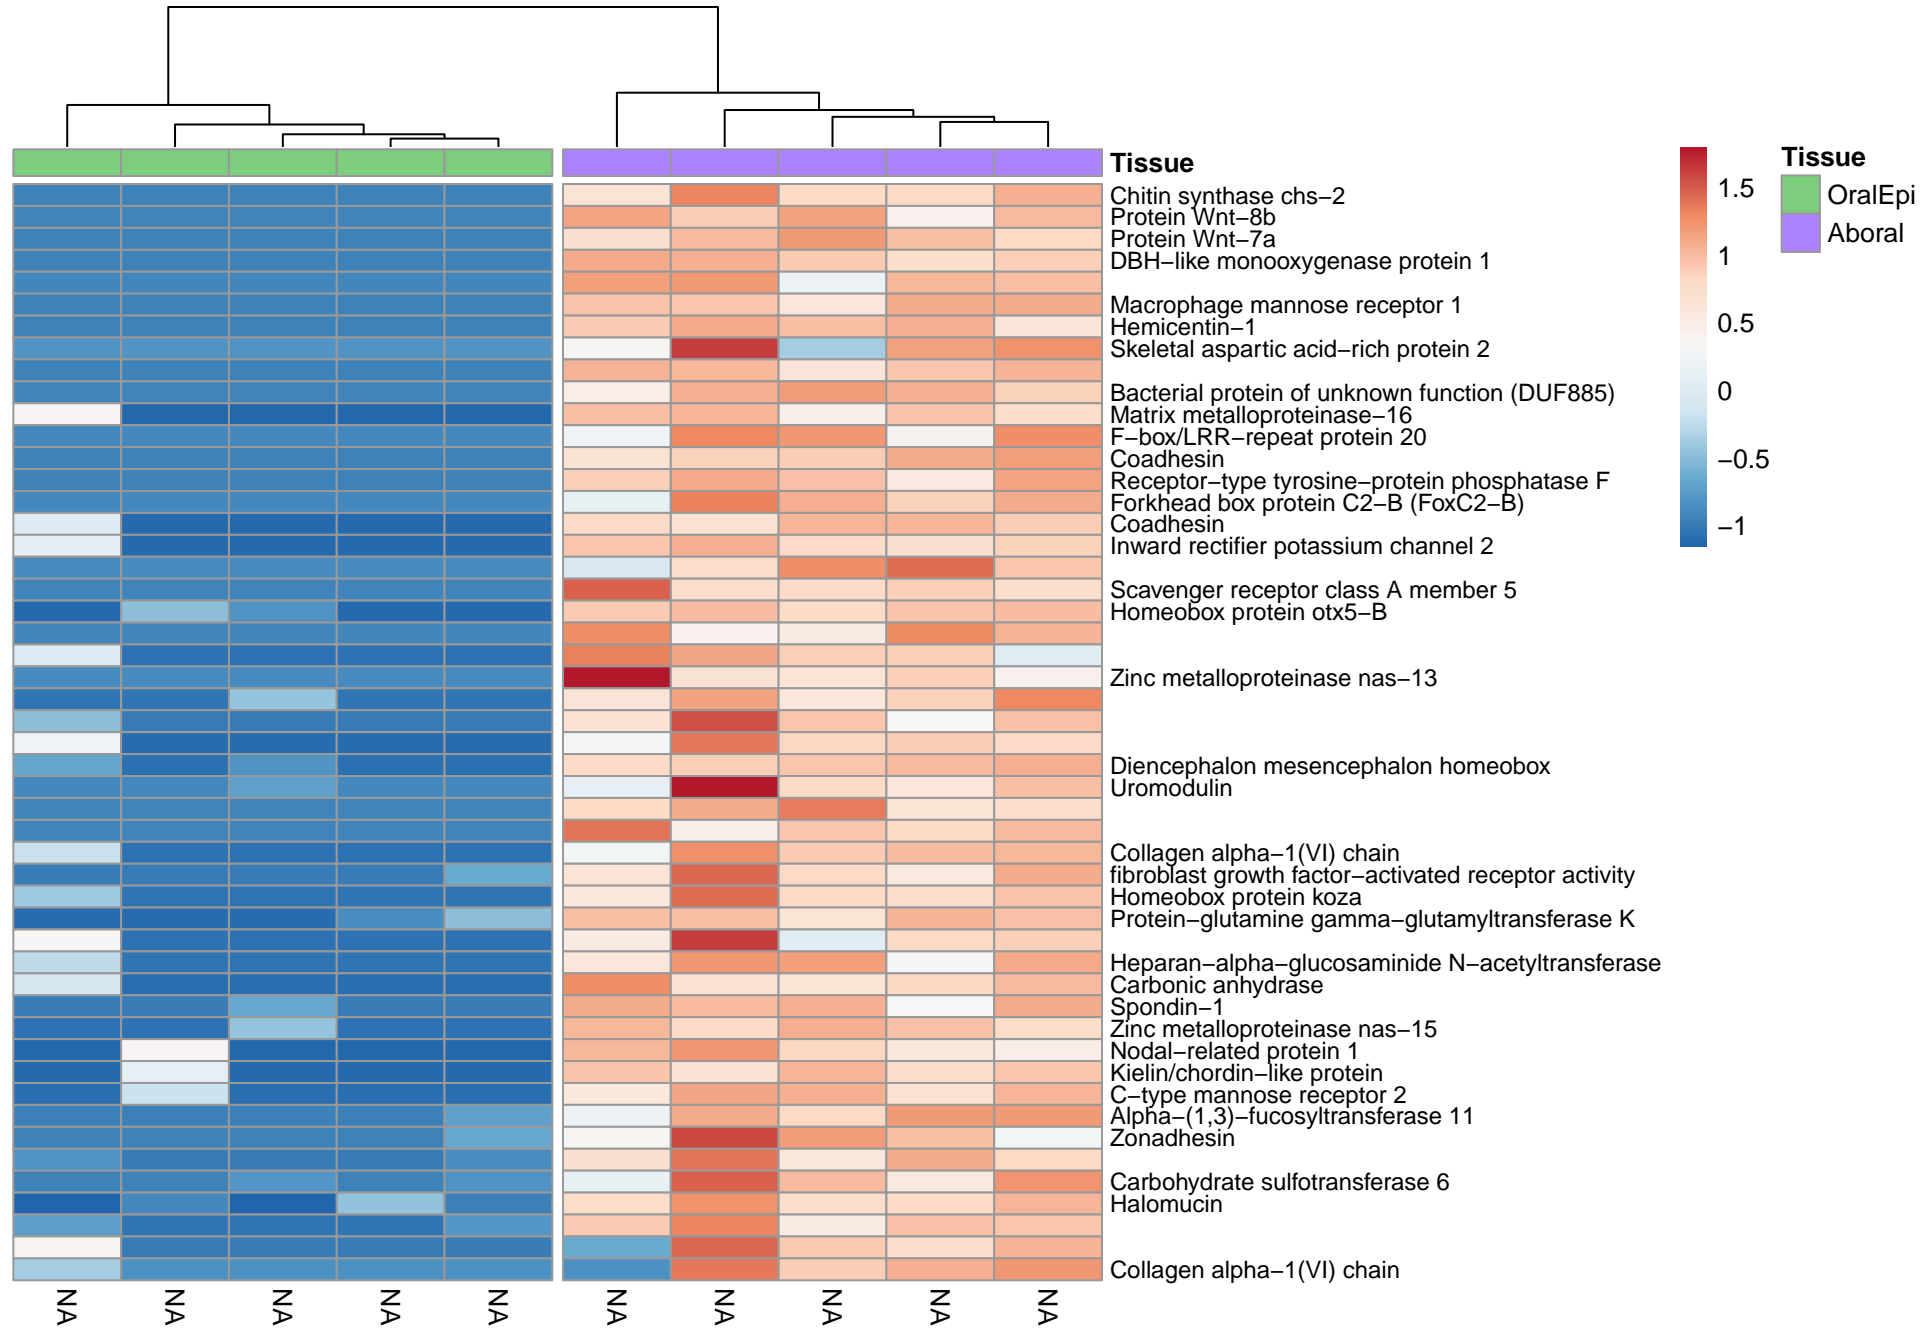 Tissue
Chitin synthase chs−2
Protein Wnt−8b
Protein Wnt−7a
DBH−like monooxygenase protein 1
Macrophage mannose receptor 1
Hemicentin−1
Skeletal aspartic acid−rich protein 2
Bacterial protein of unknown function (DUF885)
Matrix metalloproteinase−16
F−box/LRR−repeat protein 20
Coadhesin
Receptor−type tyrosine−protein phosphatase F
Forkhead box protein C2−B (FoxC2−B)
Coadhesin
Inward rectifier potassium channel 2
Scavenger receptor class A member 5
Homeobox protein otx5−B
Zinc metalloproteinase nas−13
Diencephalon mesencephalon homeobox
Uromodulin
Collagen alpha−1(VI) chain
fibroblast growth factor−activated receptor activity
Homeobox protein koza
Protein−glutamine gamma−glutamyltransferase K
Heparan−alpha−glucosaminide N−acetyltransferase
Carbonic anhydrase
Spondin−1
Zinc metalloproteinase nas−15
Nodal−related protein 1
Kielin/chordin−like protein
C−type mannose receptor 2
Alpha−(1,3)−fucosyltransferase 11
Zonadhesin
Carbohydrate sulfotransferase 6
Halomucin
Collagen alpha−1(VI) chain
NA
NA
NA
NA
NA
NA
NA
NA
NA
NA
1.5
1
0.5
0
−0.5
−1
Tissue
OralEpi
Aboral